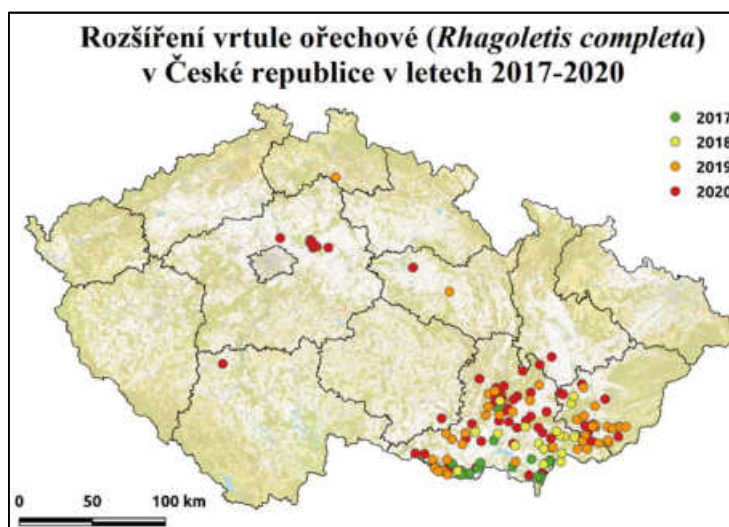 Rozšíření vrtule ořechové (Rhagoletis completa)
v České republice v letech 2017-2020
2017
2018
2019
2020
0 50 100 km